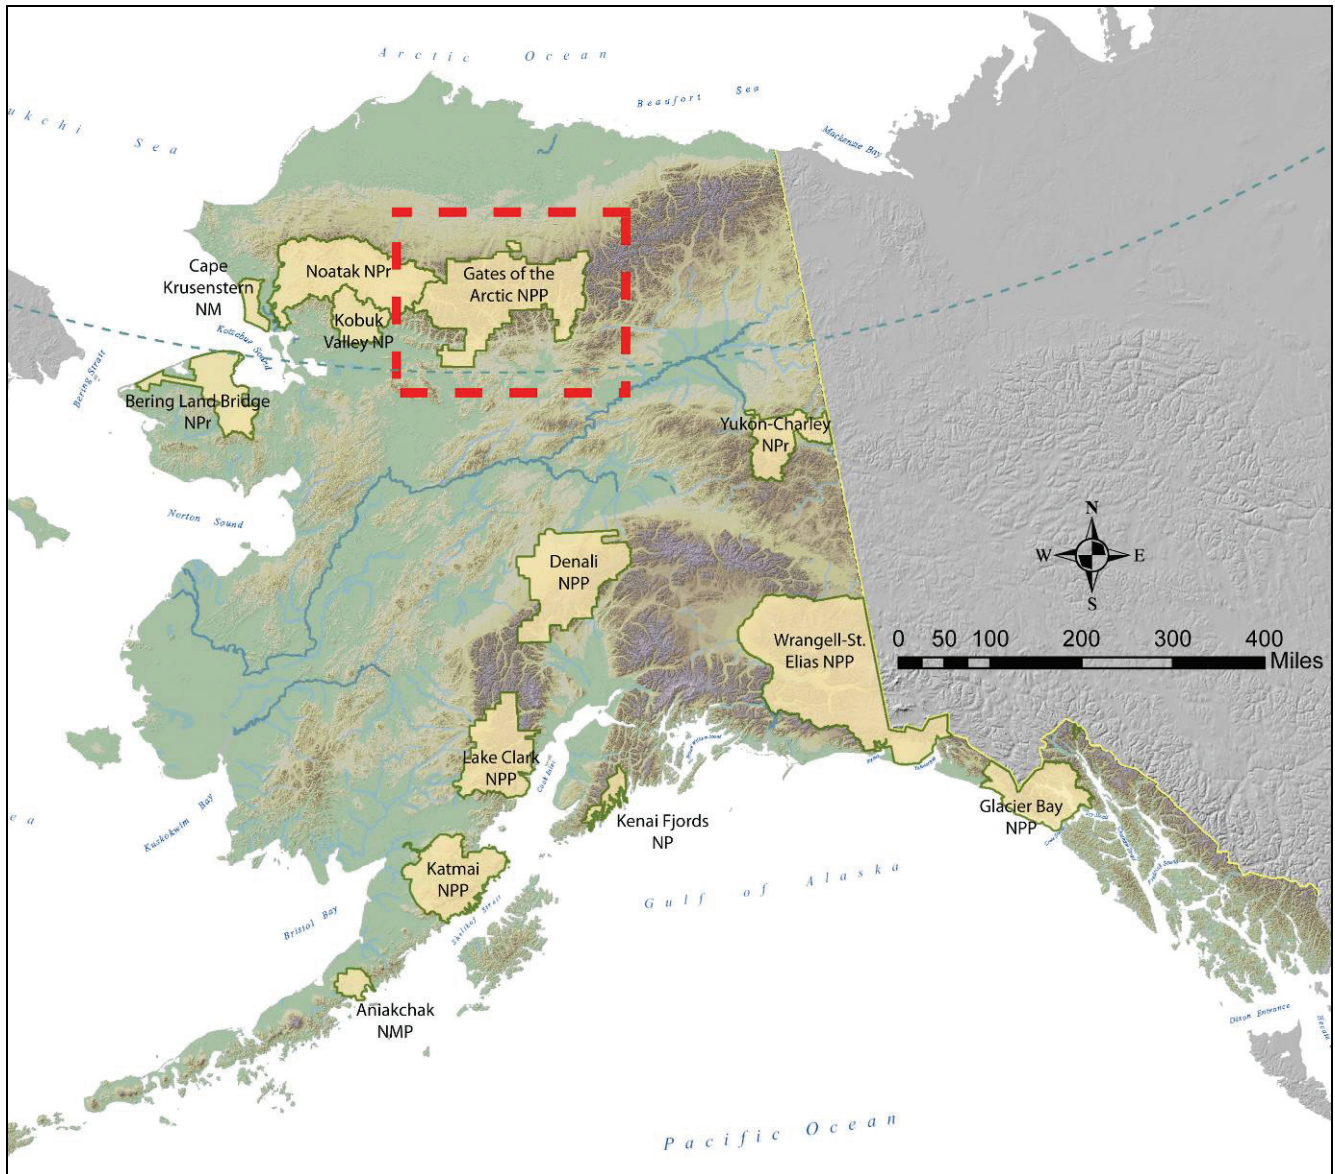 Arctic Ocean
Beaufort Sea
Mackenzie Bay
ukchi Sea
Cape
Krusenstern
NM
Noatak NPr
Gates of the
Arctic NPP
Kobuk
Valley NP
Bering Strait
Bering Land Bridge
NPr
Yukon-Charley
NPr
Norton Sound
N
W E
S
Denali
NPP
Wrangell-St.
Elias NPP
0 50 100 200 300 400
Miles
Lake Clark
NPP
Cook Inlet
Kenai Fjords
NP
Glacier Bay
NPP
ea
Kuskokwim Bay
Katmai
NPP
Gulf of Alaska
Bristol Bay
Shelikof Strait
Aniakchak
NMP
Dixon Entrance
Pacific Ocean